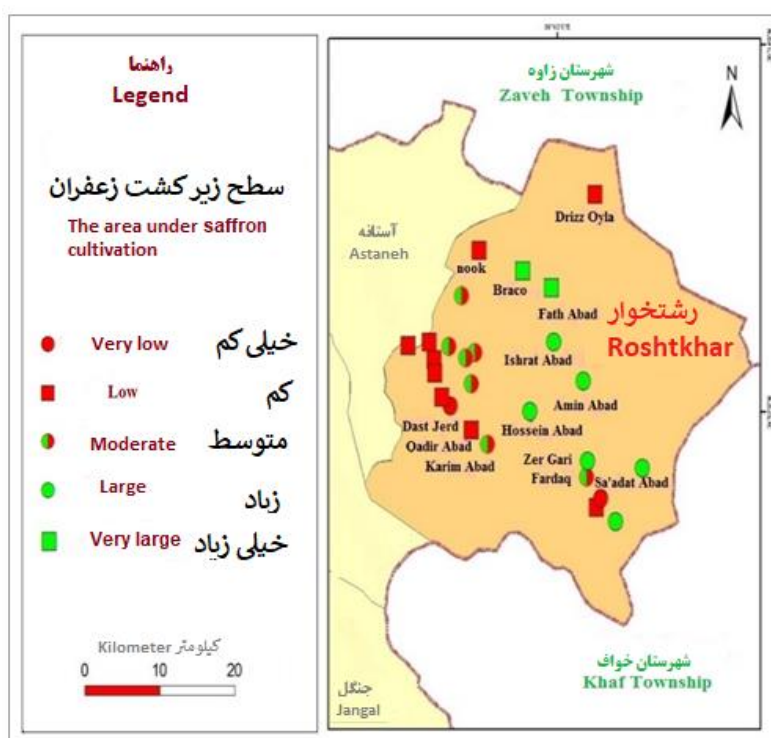 راهنما
Legend
سطح زیر کشت زعفران
The area under saffron
cultivation
Very low خیلی کم
Low کم
Moderate متوسط
Large زیاد
Very large خیلی زیاد
Kilometer کیلومتر
0 10 20
شهرستان زاوه
Zaveh Township
N
آستانه
Astaneh
Drizz Oyla
nook
Braco
Fath Abad
رشتخوار
Roshtkhar
Ishrat Abad
Amin Abad
Dast Jerd
Hossein Abad
Qadir Abad
Karim Abad
Zer Gari
Fardaq
Sa'adat Abad
شهرستان خواف
Khaf Township
جنگل
Jangal